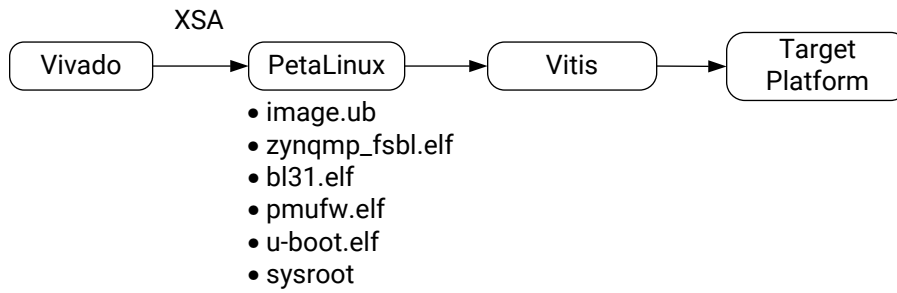 XSA
Vivado
PetaLinux
Vitis
Target
Platform
• image.ub
• zynqmp_fsbl.elf
• bl31.elf
• pmufw.elf
• u-boot.elf
• sysroot